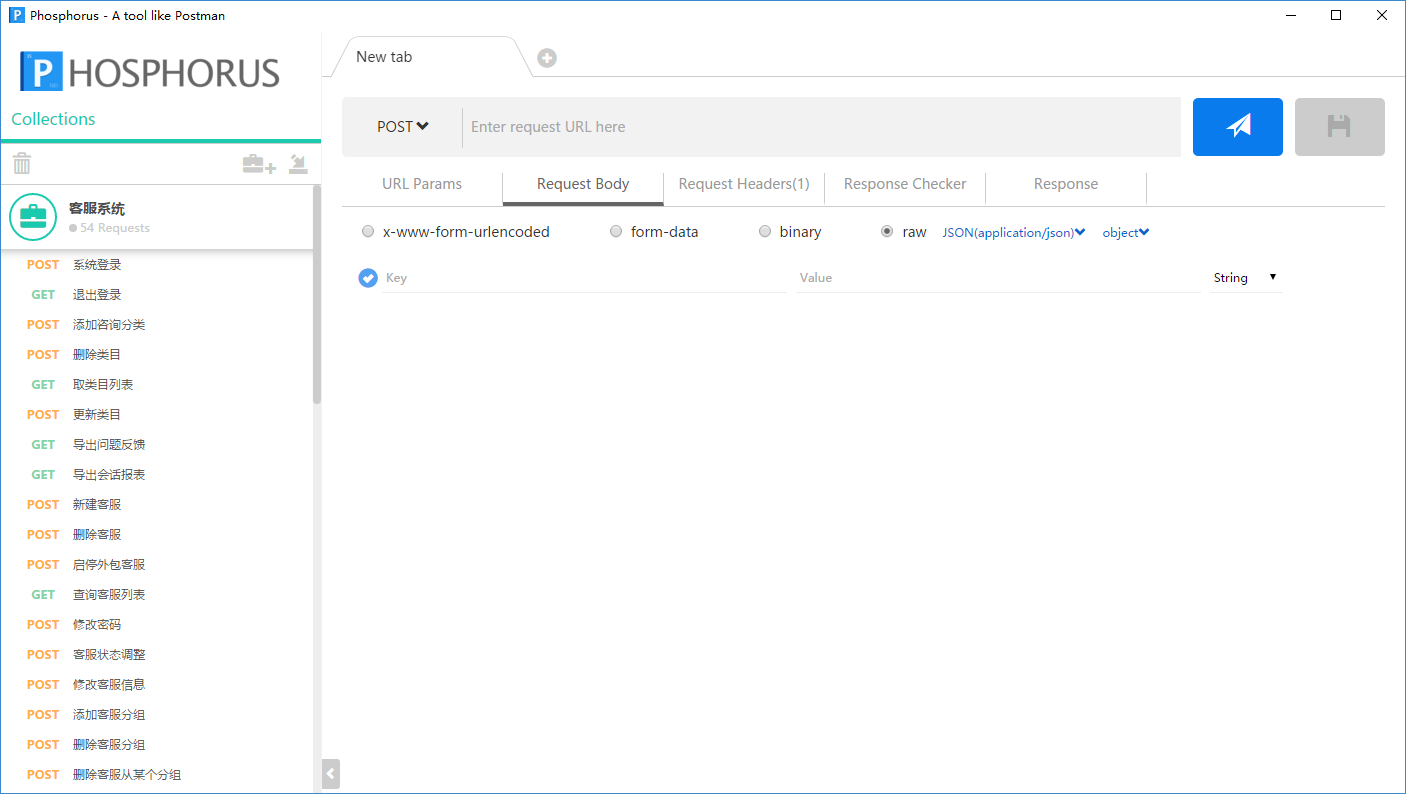 Phosphorus - A tool like Postman
PHOSPHORUS
Collections
客服系统
54 Requests
POST 系统登录
GET 退出登录
POST 添加咨询分类
POST 删除类目
GET 取类目列表
POST 更新类目
GET 导出问题反馈
GET 导出会话报表
POST 新建客服
POST 删除客服
POST 启停外包客服
GET 查询客服列表
POST 修改密码
POST 客服状态调整
POST 修改客服信息
POST 添加客服分组
POST 删除客服分组
POST 删除客服从某个分组
New tab
POST Enter request URL here
URL Params Request Body Request Headers(1) Response Checker Response
x-www-form-urlencoded form-data binary raw JSON(application/json) object
Key Value String